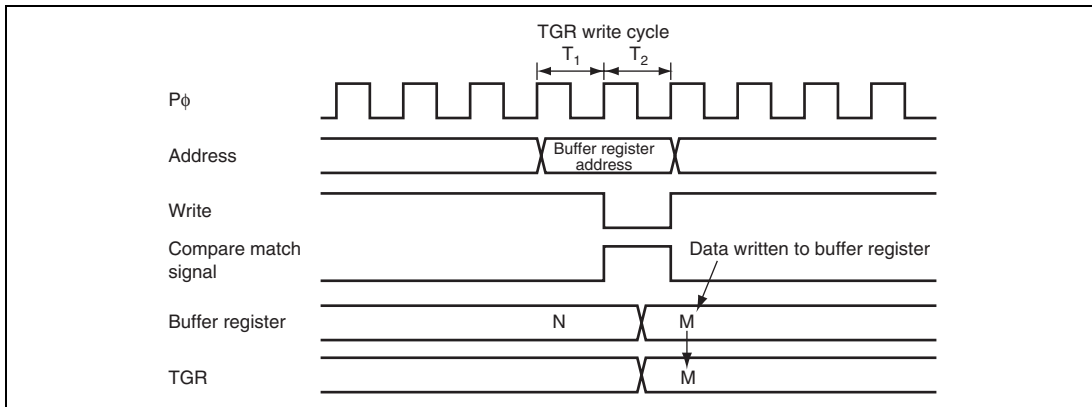 TGR write cycle
T1 T2
Pφ
Address
Buffer register
address
Write
Compare match
signal
Data written to buffer register
Buffer register
N
M
TGR
M